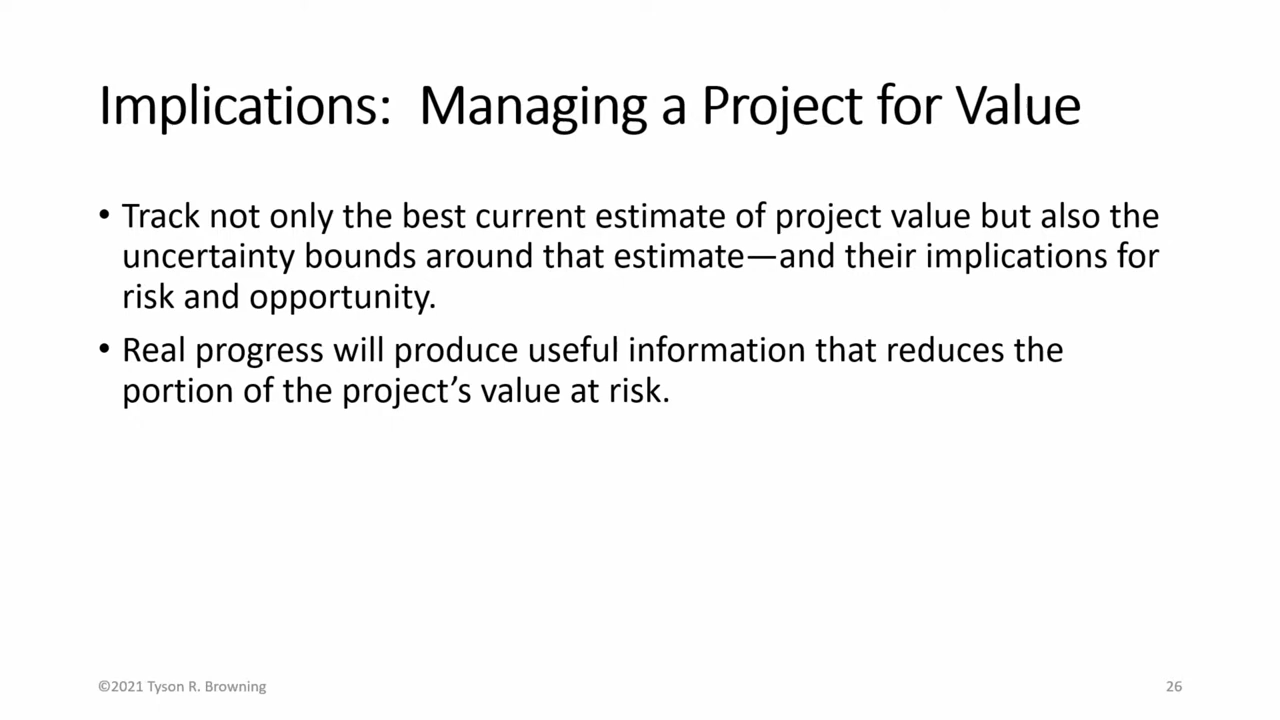 Implications:  Managing a Project for Value
• Track not only the best current estimate of project value but also the
uncertainty bounds around that estimate—and their implications for
risk and opportunity.
• Real progress will produce useful information that reduces the
portion of the project’s value at risk.
©2021 Tyson R. Browning
26